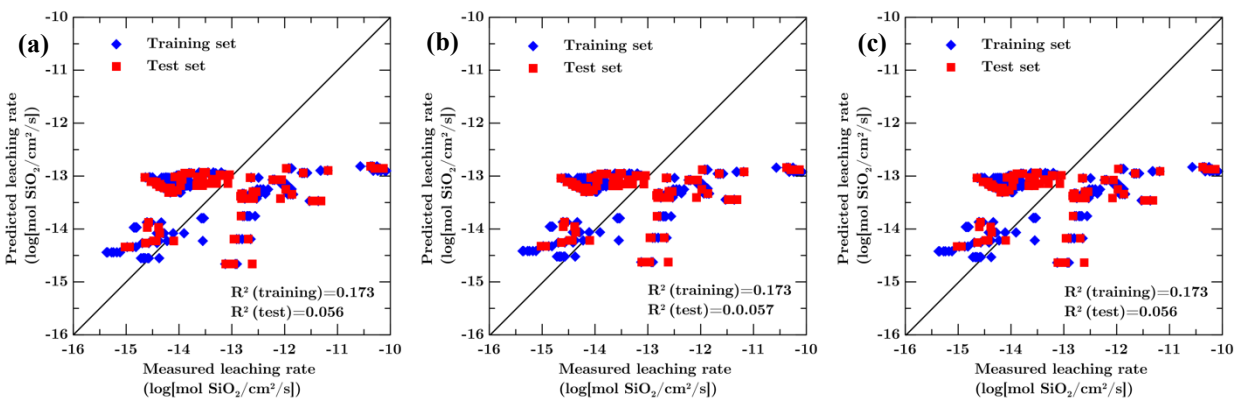 (a)
Predicted leaching rate
(log[mol SiO₂/cm²/s])
-10
-11
-12
-13
-14
-15
-16
Training set
Test set
R² (training)=0.173
R² (test)=0.056
-16 -15 -14 -13 -12 -11 -10
Measured leaching rate
(log[mol SiO₂/cm²/s])
(b)
Predicted leaching rate
(log[mol SiO₂/cm²/s])
-10
-11
-12
-13
-14
-15
-16
Training set
Test set
R² (training)=0.173
R² (test)=0.0.057
-16 -15 -14 -13 -12 -11 -10
Measured leaching rate
(log[mol SiO₂/cm²/s])
(c)
Predicted leaching rate
(log[mol SiO₂/cm²/s])
-10
-11
-12
-13
-14
-15
-16
Training set
Test set
R² (training)=0.173
R² (test)=0.056
-16 -15 -14 -13 -12 -11 -10
Measured leaching rate
(log[mol SiO₂/cm²/s])